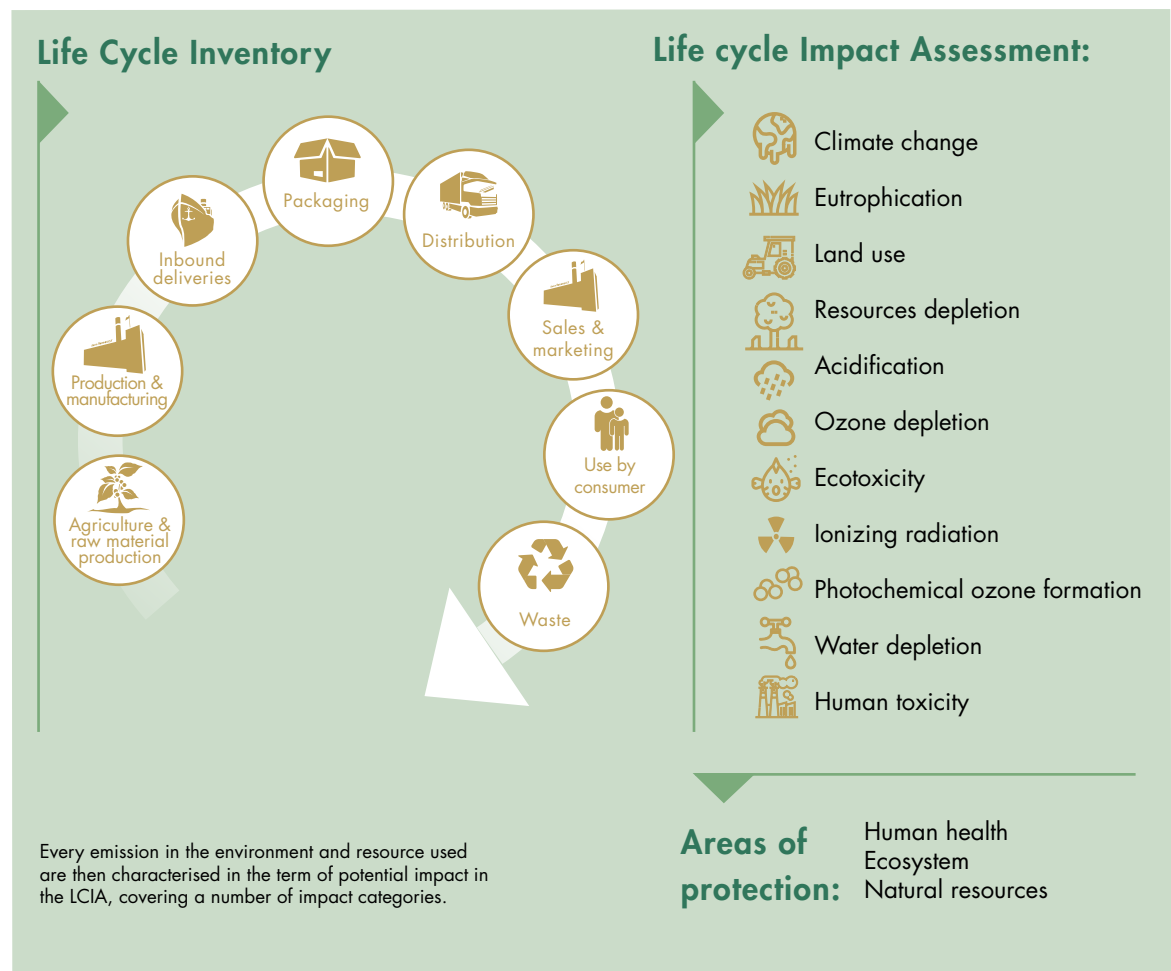 Life Cycle Inventory
Agriculture &
raw material
production
Production &
manufacturing
Inbound
deliveries
Packaging
Distribution
Sales &
marketing
Use by
consumer
Waste
Every emission in the environment and resource used
are then characterised in the term of potential impact in
the LCIA, covering a number of impact categories.
Life cycle Impact Assessment:
Climate change
Eutrophication
Land use
Resources depletion
Acidification
Ozone depletion
Ecotoxicity
Ionizing radiation
Photochemical ozone formation
Water depletion
Human toxicity
Areas of
protection:
Human health
Ecosystem
Natural resources